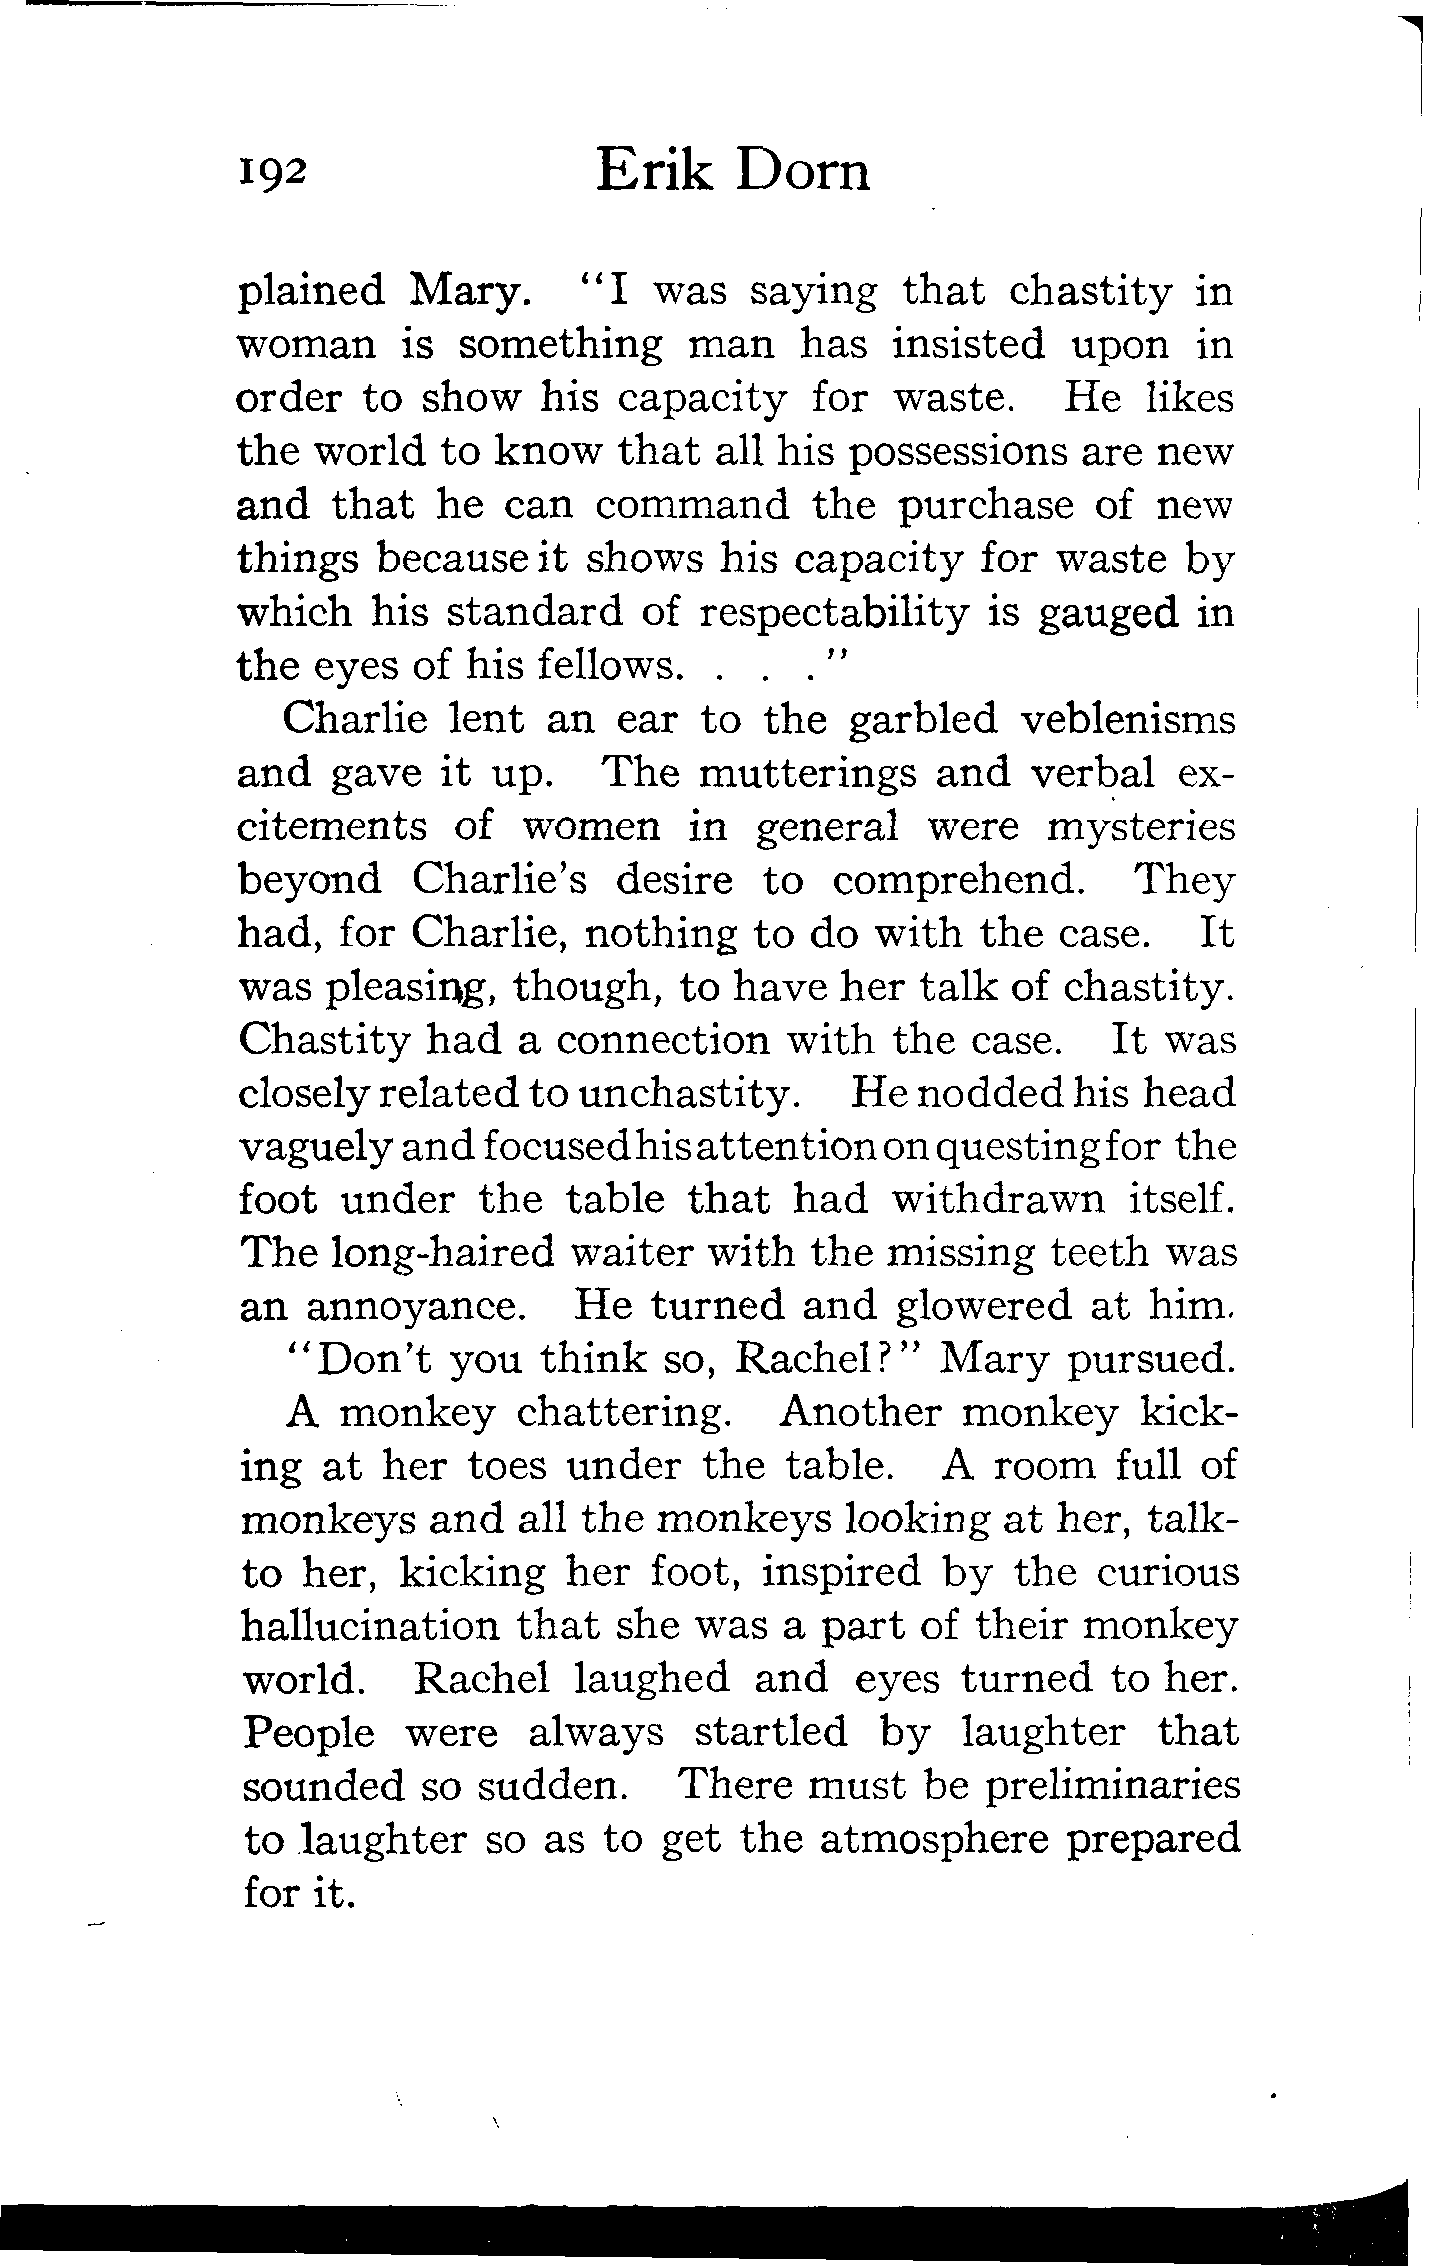 192 Erik Dorn
plained Mary. "I was saying that chastity in
woman is something man has insisted upon in
order to show his capacity for waste. He likes
the world to know that all his possessions are new
and that he can command the purchase of new
things because it shows his capacity for waste by
which his standard of respectability is gauged in
the eyes of his fellows. . . ."
Charlie lent an ear to the garbled veblenisms
and gave it up. The mutterings and verbal ex-
citements of women in general were mysteries
beyond Charlie's desire to comprehend. They
had, for Charlie, nothing to do with the case. It
was pleasing, though, to have her talk of chastity.
Chastity had a connection with the case. It was
closely related to unchastity. He nodded his head
vaguely and focused his attention on questing for the
foot under the table that had withdrawn itself.
The long-haired waiter with the missing teeth was
an annoyance. He turned and glowered at him.
"Don't you think so, Rachel?" Mary pursued.
A monkey chattering. Another monkey kick-
ing at her toes under the table. A room full of
monkeys and all the monkeys looking at her, talk-
to her, kicking her foot, inspired by the curious
hallucination that she was a part of their monkey
world. Rachel laughed and eyes turned to her.
People were always startled by laughter that
sounded so sudden. There must be preliminaries
to laughter so as to get the atmosphere prepared
for it.